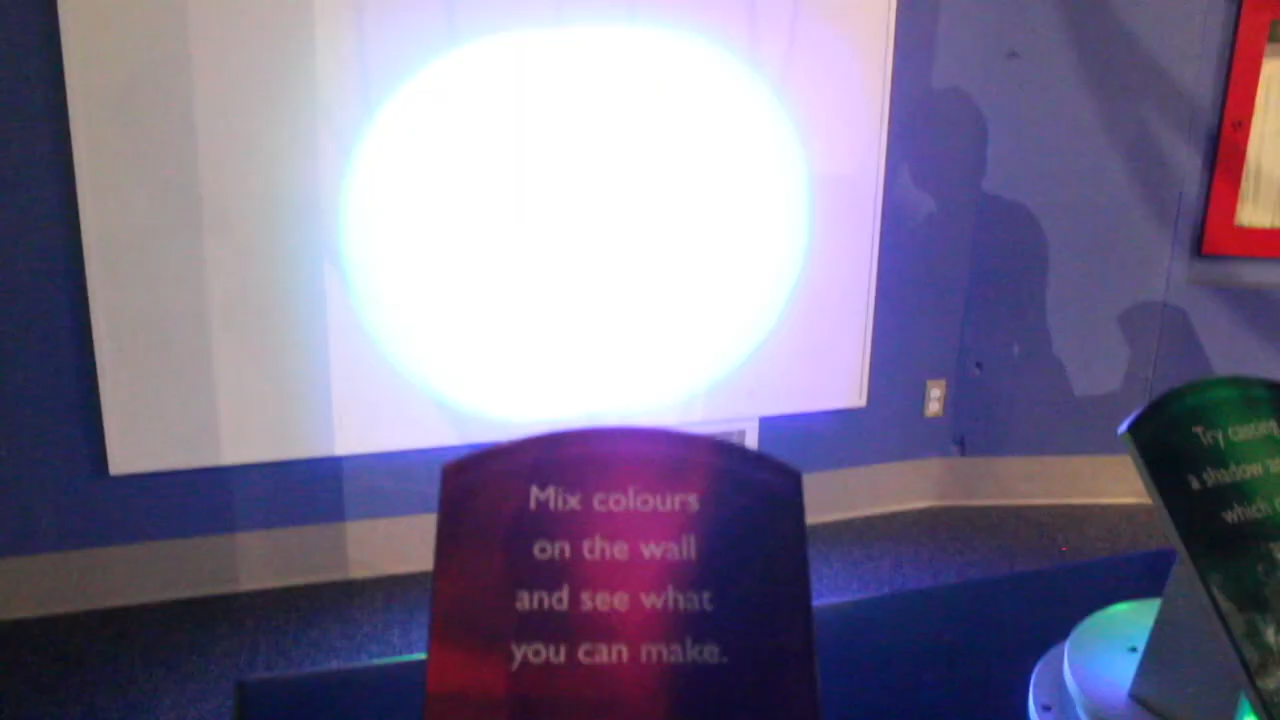 Mix colours
on the wall
and see what
you can make.
Try casting
a shadow
which